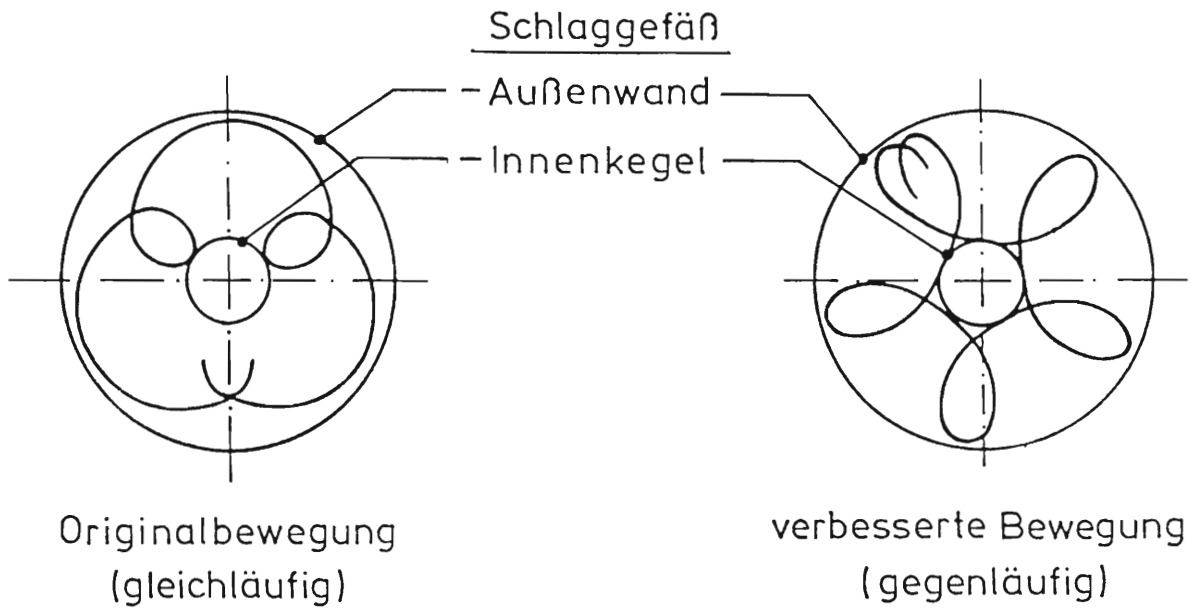 Schlaggefäß
Außenwand
Innenkegel
Originalbewegung
(gleichläufig)
verbesserte Bewegung
(gegenläufig)